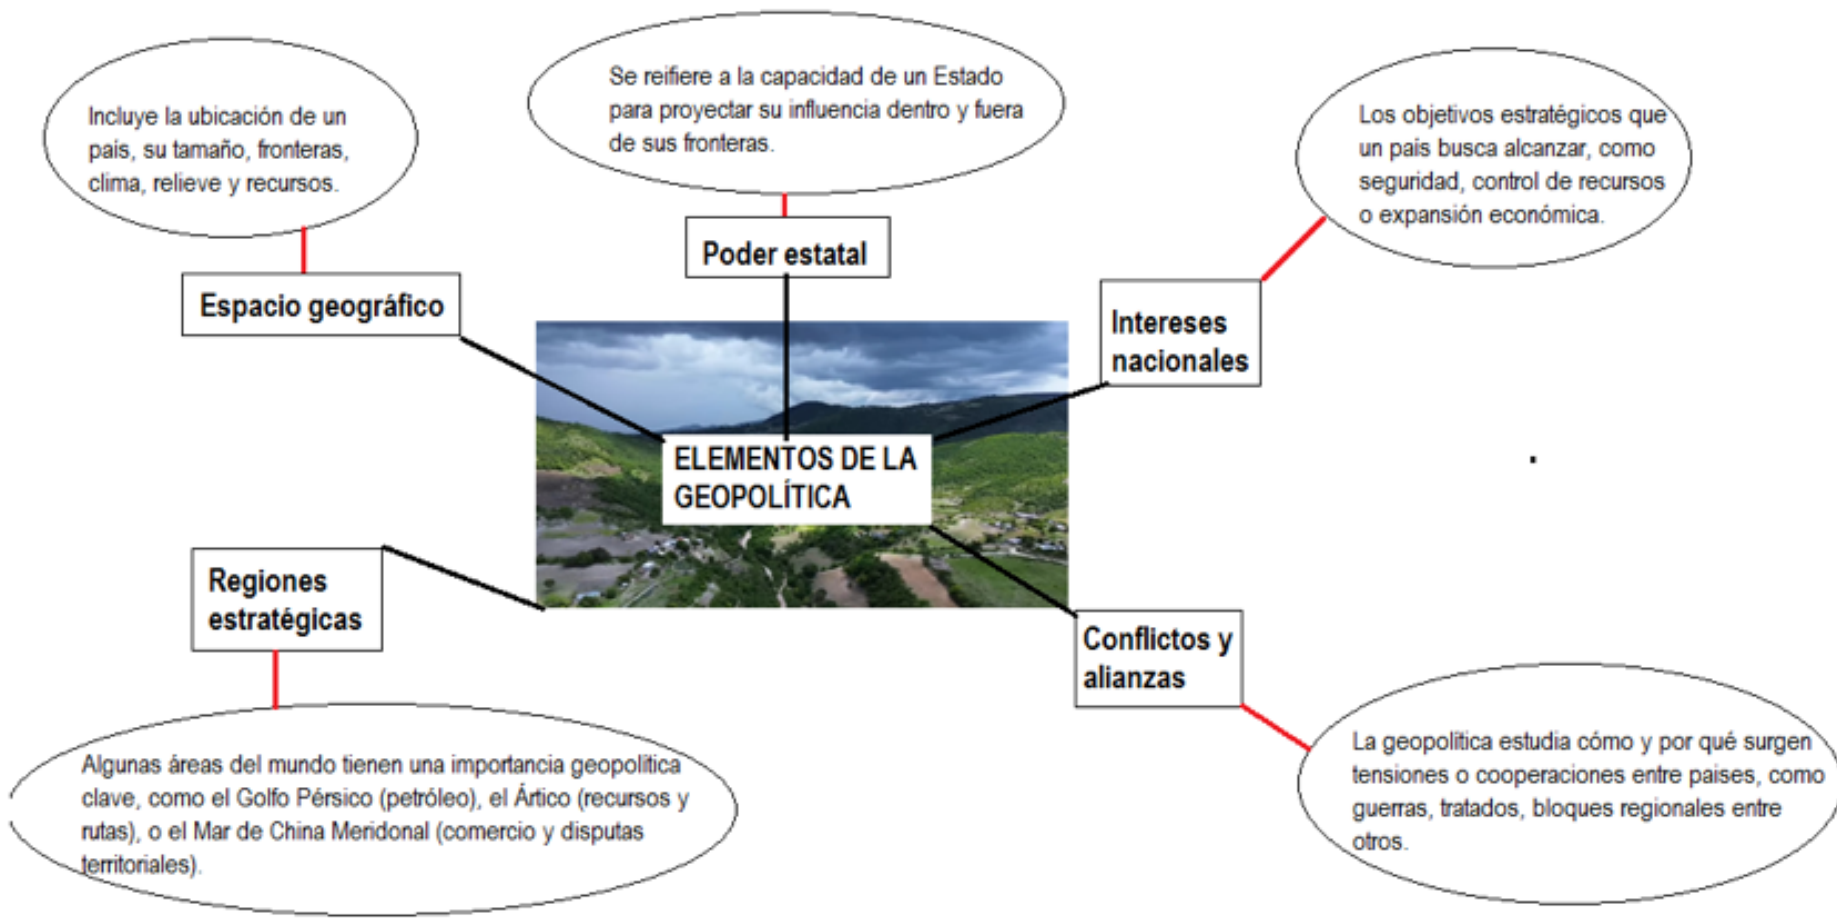 Incluye la ubicación de un
país, su tamaño, fronteras,
clima, relieve y recursos.
Espacio geográfico
Se reifiere a la capacidad de un Estado
para proyectar su influencia dentro y fuera
de sus fronteras.
Poder estatal
Los objetivos estratégicos que
un país busca alcanzar, como
seguridad, control de recursos
o expansión económica.
Intereses
nacionales
ELEMENTOS DE LA
GEOPOLÍTICA
Regiones
estratégicas
Algunas áreas del mundo tienen una importancia geopolítica
clave, como el Golfo Pérsico (petróleo), el Ártico (recursos y
rutas), o el Mar de China Meridonal (comercio y disputas
territoriales).
Conflictos y
alianzas
La geopolítica estudia cómo y por qué surgen
tensiones o cooperaciones entre paises, como
guerras, tratados, bloques regionales entre
otros.